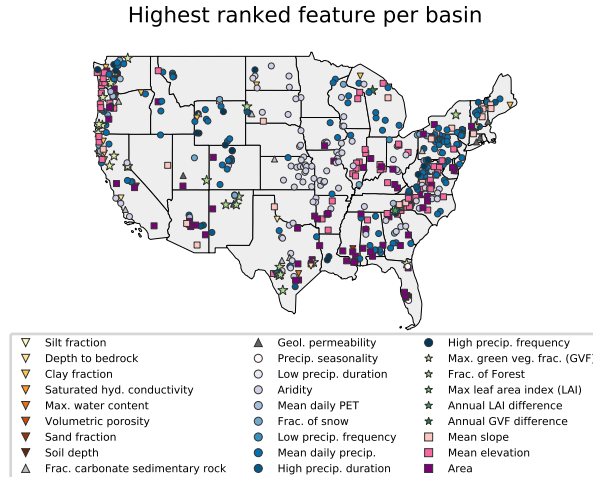 Highest ranked feature per basin
Silt fraction
Depth to bedrock
Clay fraction
Saturated hyd. conductivity
Max. water content
Volumetric porosity
Sand fraction
Soil depth
Frac. carbonate sedimentary rock
Geol. permeability
Precip. seasonality
Low precip. duration
Aridity
Mean daily PET
Frac. of snow
Low precip. frequency
Mean daily precip.
High precip. duration
High precip. frequency
Max. green veg. frac. (GVF)
Frac. of Forest
Max leaf area index (LAI)
Annual LAI difference
Annual GVF difference
Mean slope
Mean elevation
Area